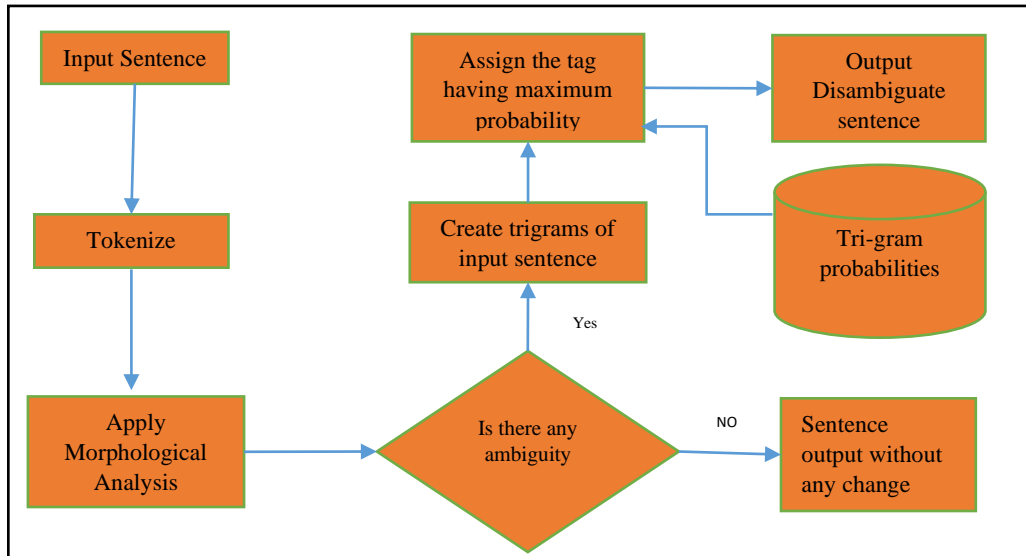 Input Sentence
Tokenize
Apply
Morphological
Analysis
Is there any
ambiguity
Yes
Create trigrams of
input sentence
Assign the tag
having maximum
probability
Output
Disambiguate
sentence
Tri-gram
probabilities
NO
Sentence
output without
any change